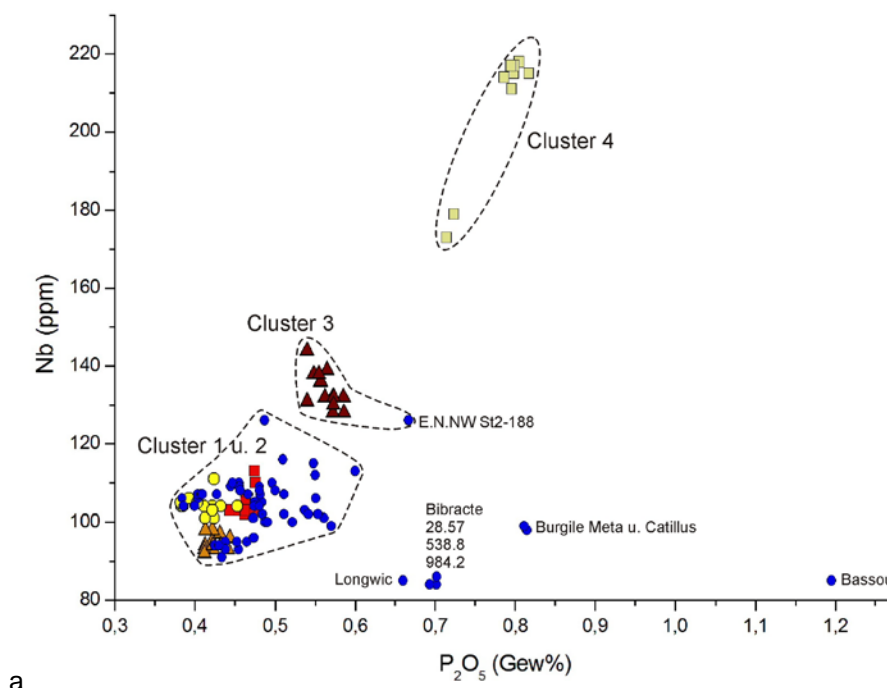 220
200
180
160
140
120
100
80
Nb (ppm)
Cluster 4
Cluster 3
E.N.NW St2-188
Cluster 1 u. 2
Bibracte
28.57
538.8
984.2
Burgile Meta u. Catillus
Longwic
Bassou
0,3 0,4 0,5 0,6 0,7 0,8 0,9 1,0 1,1 1,2
P₂O₅ (Gew%)
a